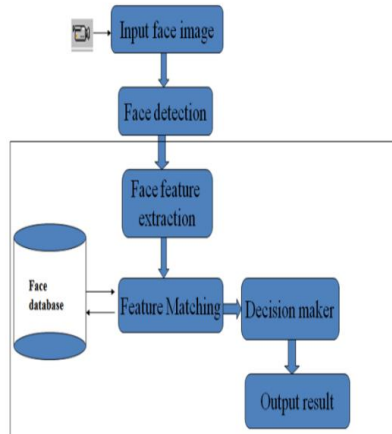 Input face image
Face detection
Face feature
extraction
Face
database
Feature Matching
Decision maker
Output result